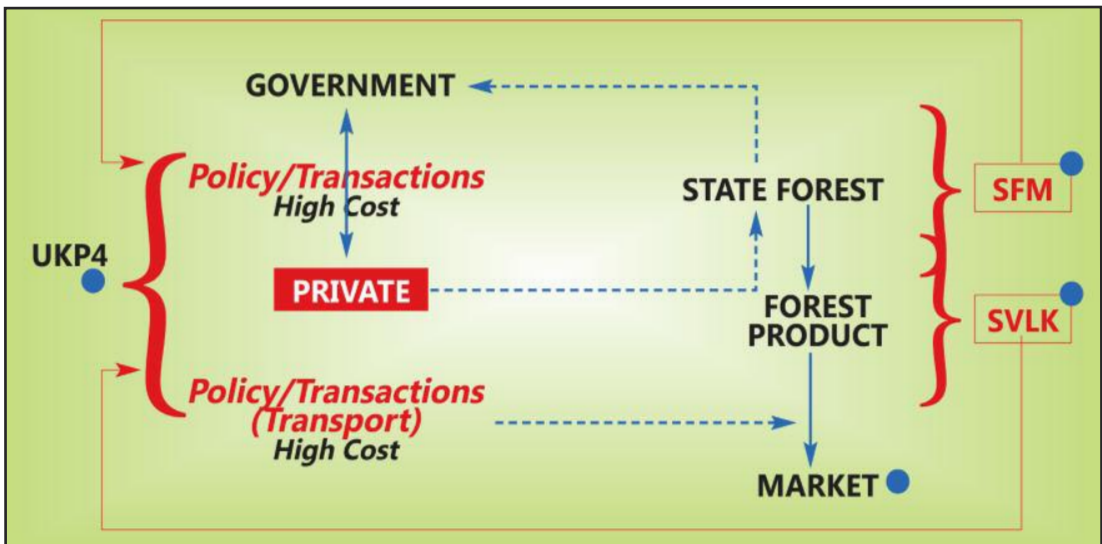 GOVERNMENT
Policy/Transactions
High Cost
STATE FOREST
SFM
UKP4
PRIVATE
FOREST
PRODUCT
SVLK
Policy/Transactions
(Transport)
High Cost
MARKET